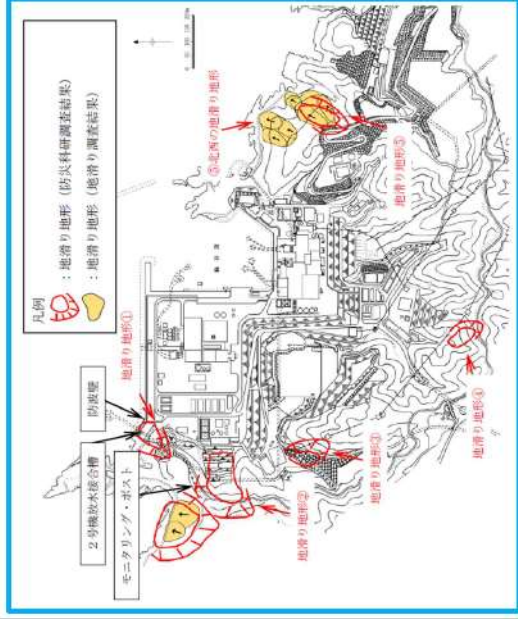 凡例
：地滑り地形（防災科研調査結果）
：地滑り地形（地滑り調査結果）
防波壁
2号機放水接合槽
モニタリング・ポスト
地滑り地形①
地滑り地形②
地滑り地形③
地滑り地形④
地滑り地形⑤
⑤北西の地滑り地形